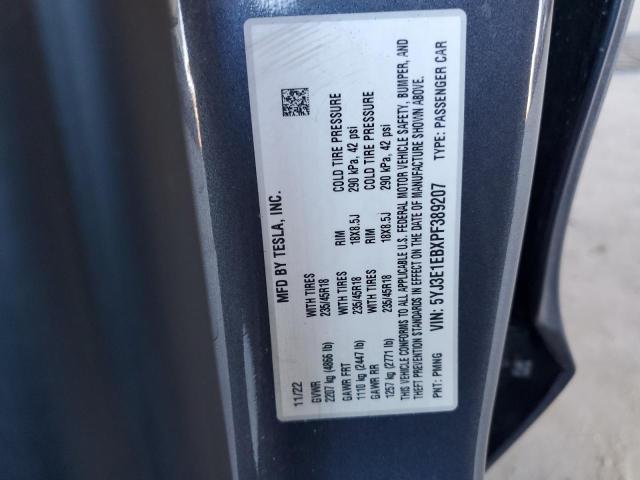 MFD BY TESLA, INC.
11/22
GVWR WITH TIRES RIM COLD TIRE PRESSURE
2207 kg (4866 lb) 235/45R18 18X8.5J 290 kPa, 42 psi
GAWR FRT WITH TIRES RIM COLD TIRE PRESSURE
1110 kg (2447 lb) 235/45R18 18X8.5J 290 kPa, 42 psi
GAWR RR
1257 kg (2771 lb)
THIS VEHICLE CONFORMS TO ALL APPLICABLE U.S. FEDERAL MOTOR VEHICLE SAFETY, BUMPER, AND
THEFT PREVENTION STANDARDS IN EFFECT ON THE DATE OF MANUFACTURE SHOWN ABOVE.
PNT: PMNG VIN: 5YJ3E1EBXPF389207 TYPE: PASSENGER CAR